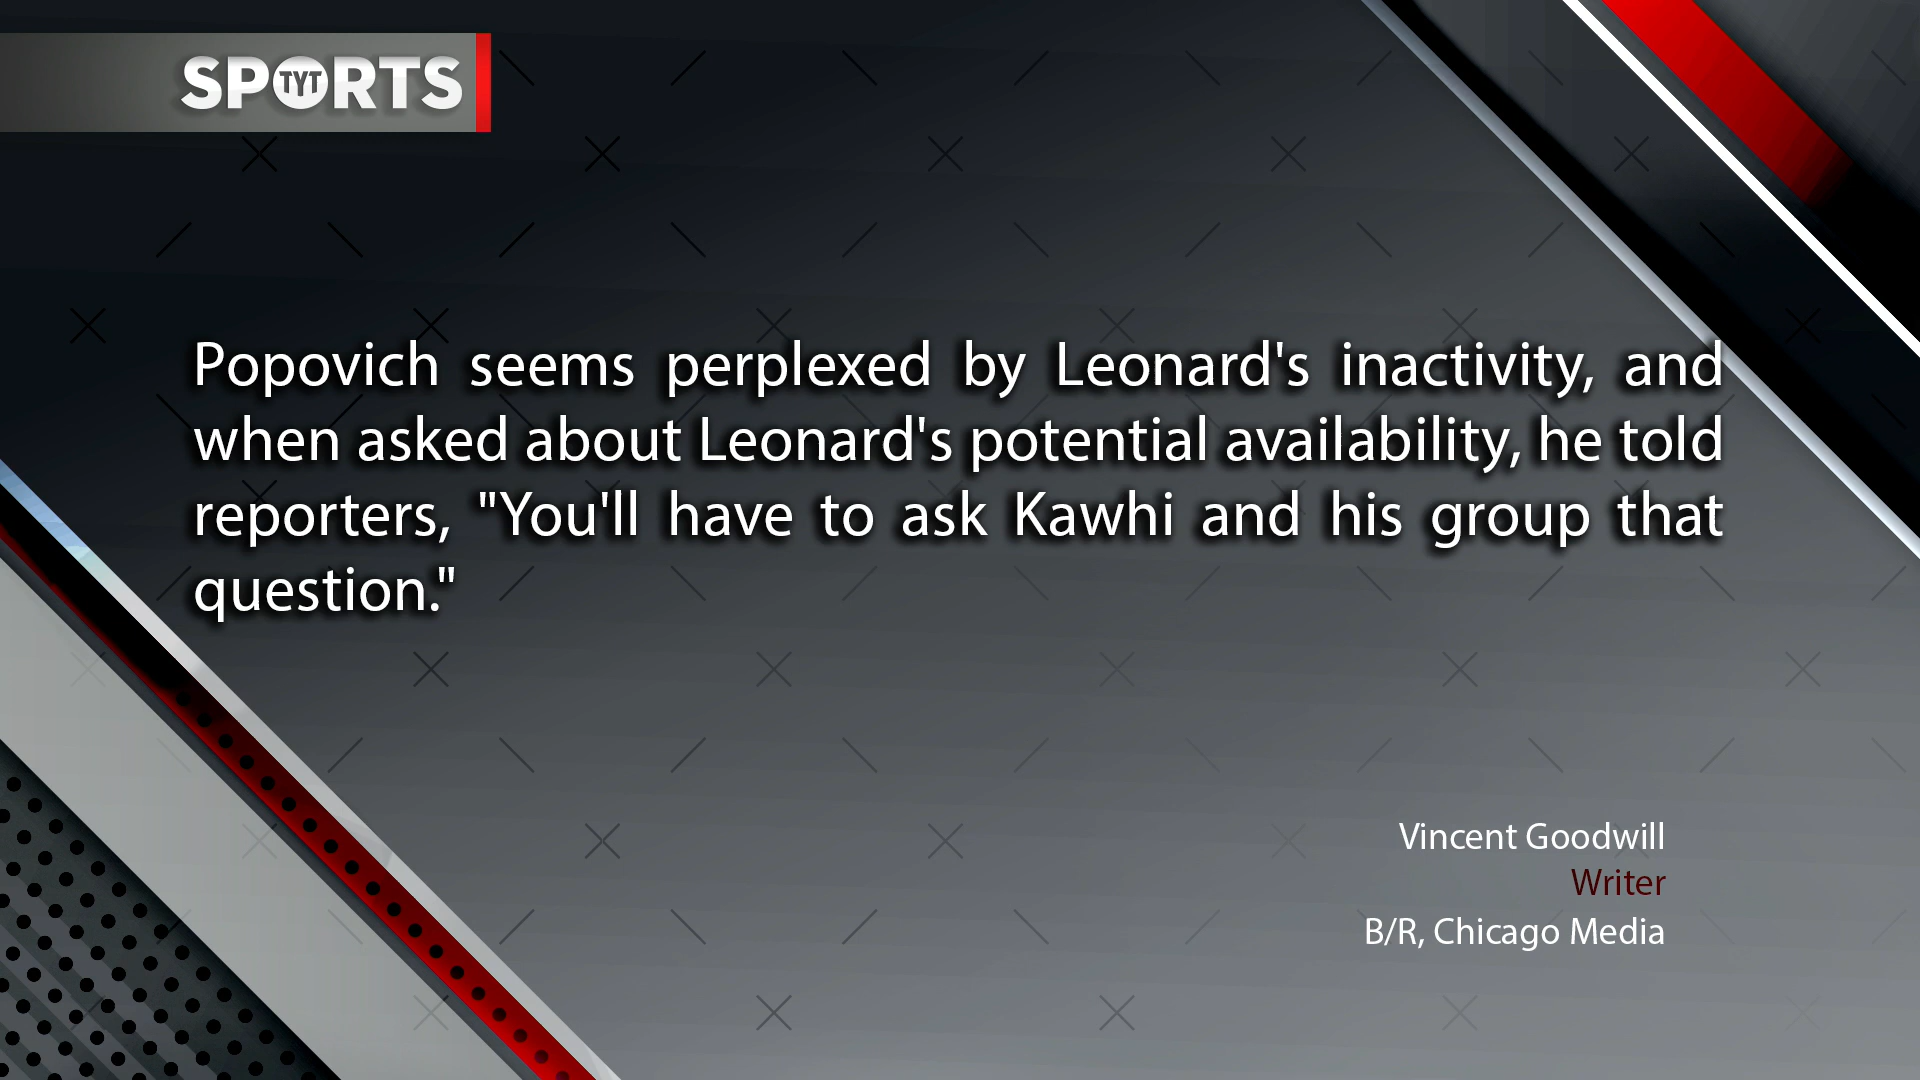 SPORTS
TYT
Popovich seems perplexed by Leonard's inactivity, and
when asked about Leonard's potential availability, he told
reporters, "You'll have to ask Kawhi and his group that
question."
Vincent Goodwill
Writer
B/R, Chicago Media